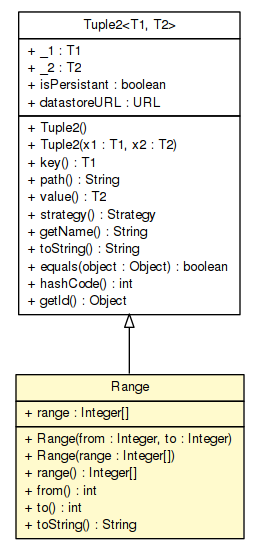 Tuple2<T1, T2>
+ _1 : T1
+ _2 : T2
+ isPersistant : boolean
+ datastoreURL : URL
+ Tuple2()
+ Tuple2(x1 : T1, x2 : T2)
+ key() : T1
+ path() : String
+ value() : T2
+ strategy() : Strategy
+ getName() : String
+ toString() : String
+ equals(object : Object) : boolean
+ hashCode() : int
+ getId() : Object
Range
+ range : Integer[]
+ Range(from : Integer, to : Integer)
+ Range(range : Integer[])
+ range() : Integer[]
+ from() : int
+ to() : int
+ toString() : String